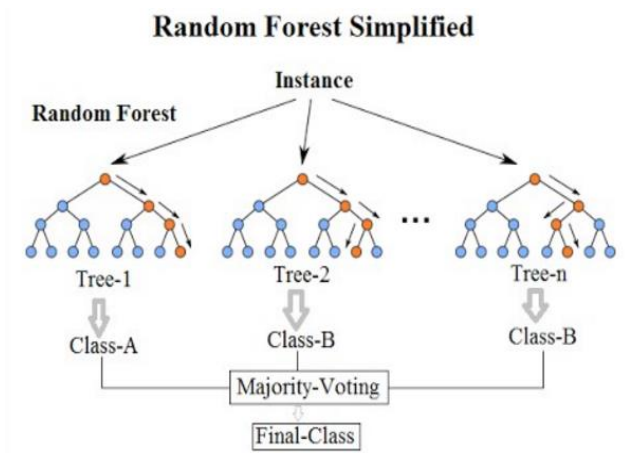 Random Forest Simplified
Instance
Random Forest
...
Tree-1
Tree-2
Tree-n
Class-A
Class-B
Class-B
Majority-Voting
Final-Class